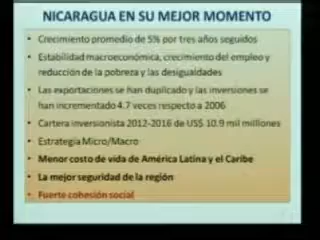 NICARAGUA EN SU MEJOR MOMENTO
• Crecimiento promedio de 5% por tres años seguidos
• Estabilidad macroeconómica, crecimiento del empleo y
reducción de la pobreza y las desigualdades
• Las exportaciones se han duplicado y las inversiones se
han incrementado 4.7 veces respecto a 2006
• Cartera inversionista 2012-2016 de US$ 10.9 mil millones
• Estrategia Micro/Macro
• Menor costo de vida de América Latina y el Caribe
• La mejor seguridad de la región
• Fuerte cohesión social